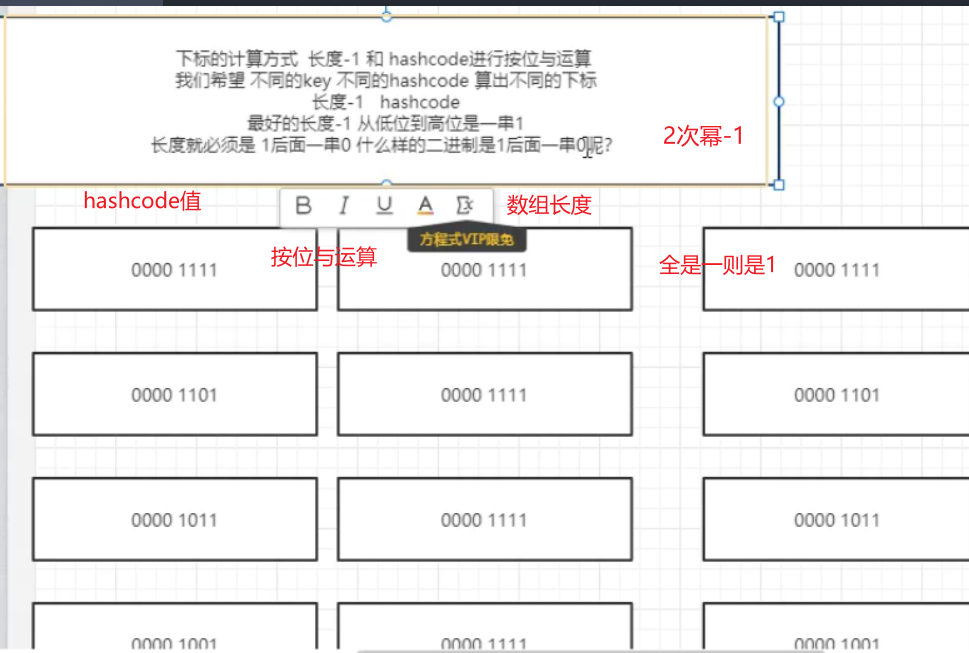 下标的计算方式 长度-1 和 hashcode进行按位与运算
我们希望 不同的key 不同的hashcode 算出不同的下标
长度-1 hashcode
最好的长度-1 从低位到高位是一串1
长度就必须是 1后面一串0 什么样的二进制是1后面一串0呢?
2次幂-1
hashcode值
B I U A
数组长度
方程式VIP限免
按位与运算
全是一则是1
0000 1111
0000 1111
0000 1111
0000 1101
0000 1111
0000 1101
0000 1011
0000 1111
0000 1011
0000 1001
0000 1111
0000 1001